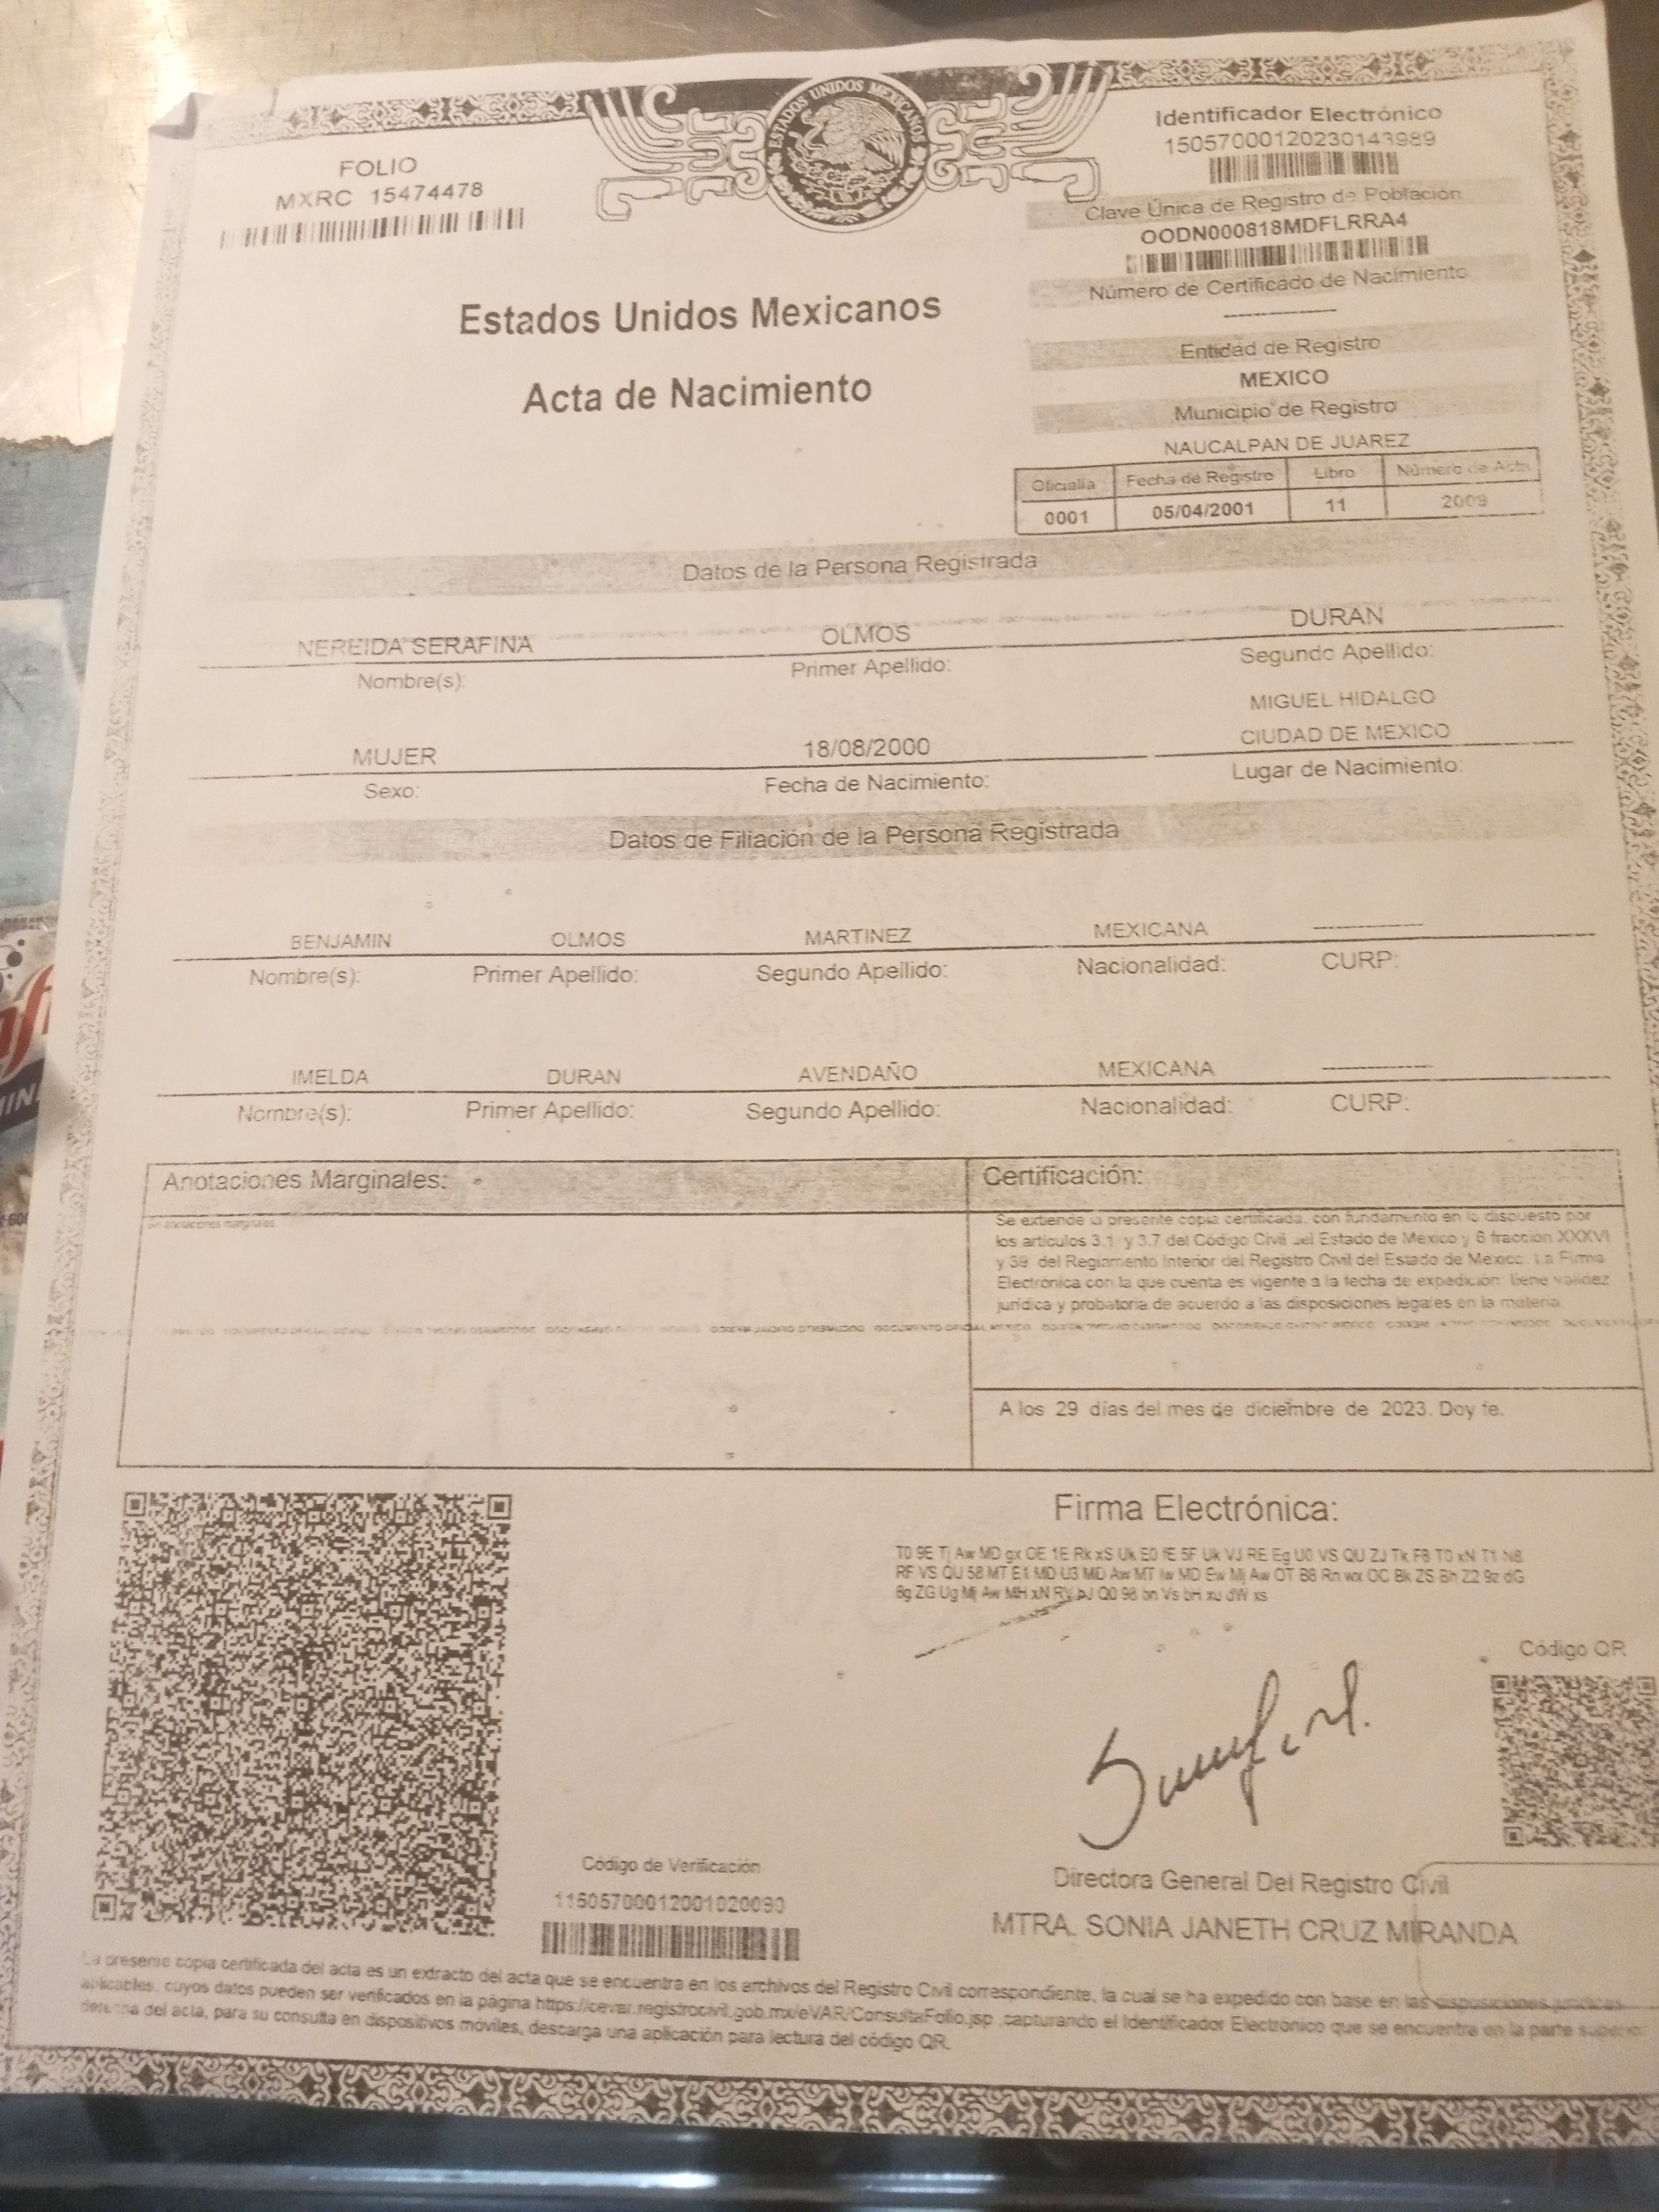 ESTADOS UNIDOS MEXICANOS
FOLIO
MXRC 15474478
Identificador Electrónico
15057000120230143989
Clave Única de Registro de Población
OODN000818MDFLRRA4
Número de Certificado de Nacimiento
Estados Unidos Mexicanos
Acta de Nacimiento
Entidad de Registro
MEXICO
Municipio de Registro
NAUCALPAN DE JUAREZ
Oficialía Fecha de Registro Libro Número de Acta
0001 05/04/2001 11 2009
Datos de la Persona Registrada
NEREIDA SERAFINA OLMOS DURAN
Nombre(s): Primer Apellido: Segundo Apellido:
MIGUEL HIDALGO
MUJER 18/08/2000 CIUDAD DE MEXICO
Sexo: Fecha de Nacimiento: Lugar de Nacimiento:
Datos de Filiación de la Persona Registrada
BENJAMIN OLMOS MARTINEZ MEXICANA ----------
Nombre(s): Primer Apellido: Segundo Apellido: Nacionalidad: CURP:
IMELDA DURAN AVENDAÑO MEXICANA ----------
Nombre(s): Primer Apellido: Segundo Apellido: Nacionalidad: CURP:
Anotaciones Marginales: Certificación:
Sin anotaciones marginales.
Se extiende la presente copia certificada, con fundamento en lo dispuesto por
los artículos 3.1 y 3.7 del Código Civil del Estado de México y 6 fracción XXXVI
y 39 del Reglamento Interior del Registro Civil del Estado de México. La Firma
Electrónica con la que cuenta es vigente a la fecha de expedición; tiene validez
jurídica y probatoria de acuerdo a las disposiciones legales en la materia.
A los 29 días del mes de diciembre de 2023. Doy fe.
Firma Electrónica:
Código QR
Código de Verificación
Directora General Del Registro Civil
MTRA. SONIA JANETH CRUZ MIRANDA
La presente copia certificada del acta es un extracto del acta que se encuentra en los archivos del Registro Civil correspondiente, la cual se ha expedido con base en las disposiciones jurídicas
aplicables, cuyos datos pueden ser verificados en la página https://cevar.registrocivil.gob.mx/eVAR/ConsultaFolio.jsp ,capturando el Identificador Electrónico que se encuentra en la parte superior
derecha del acta, para su consulta en dispositivos móviles, descarga una aplicación para lectura del código QR.